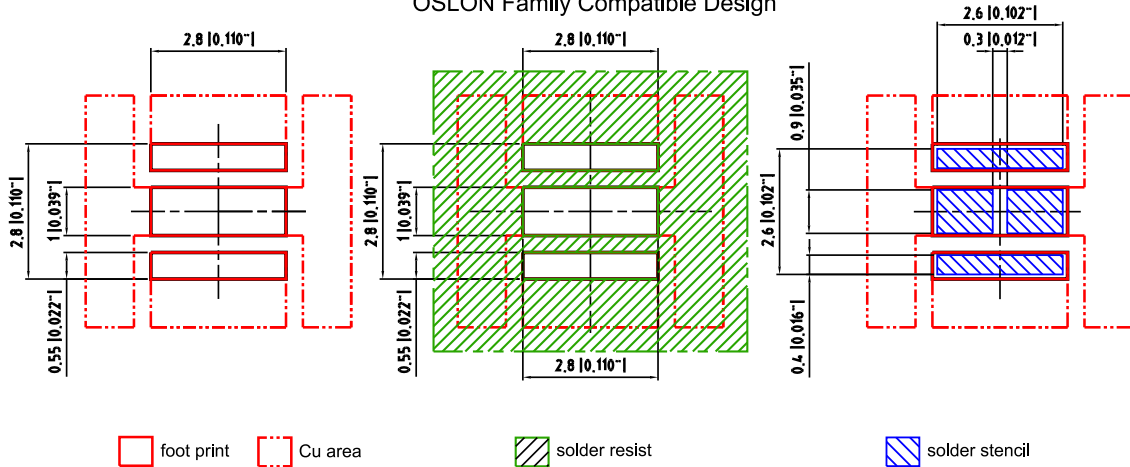 OSLON Family Compatible Design
2.8 [0.110"]
2.8 [0.110"]
1 [0.039"]
0.55 [0.022"]
2.8 [0.110"]
2.8 [0.110"]
1 [0.039"]
0.55 [0.022"]
2.8 [0.110"]
2.6 [0.102"]
0.3 [0.012"]
0.9 [0.035"]
2.6 [0.102"]
0.4 [0.016"]
foot print
Cu area
solder resist
solder stencil